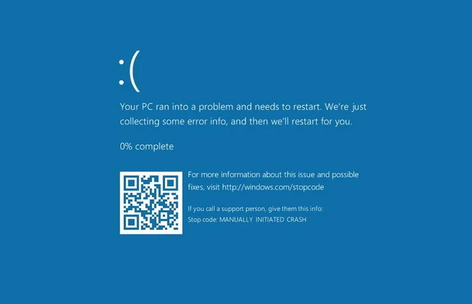 :(
Your PC ran into a problem and needs to restart. We're just
collecting some error info, and then we'll restart for you.
0% complete
For more information about this issue and possible
fixes, visit http://windows.com/stopcode
If you call a support person, give them this info:
Stop code: MANUALLY INITIATED CRASH